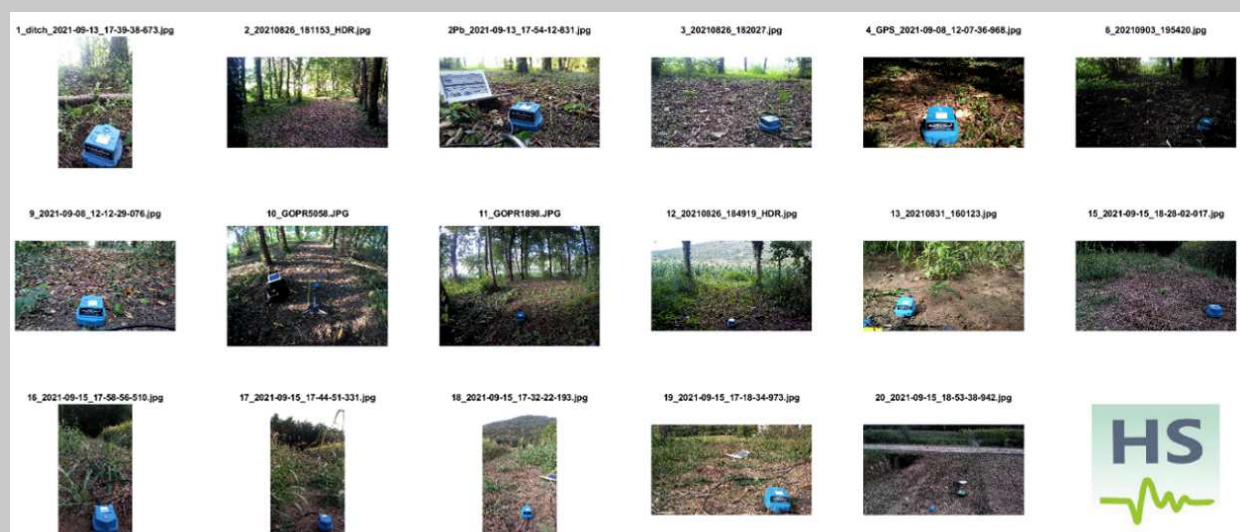 1_ditch_2021-09-13_17-39-38-673.jpg
2_20210826_181153_HDR.jpg
2Pb_2021-09-13_17-54-12-831.jpg
3_20210826_182027.jpg
4_GPS_2021-09-08_12-07-36-968.jpg
6_20210903_195420.jpg
9_2021-09-08_12-12-29-076.jpg
10_GOPR5058.JPG
11_GOPR1898.JPG
12_20210826_184919_HDR.jpg
13_20210831_160123.jpg
15_2021-09-15_18-28-02-017.jpg
16_2021-09-15_17-58-56-510.jpg
17_2021-09-15_17-44-51-331.jpg
18_2021-09-15_17-32-22-193.jpg
19_2021-09-15_17-18-34-973.jpg
20_2021-09-15_18-53-38-942.jpg
HS